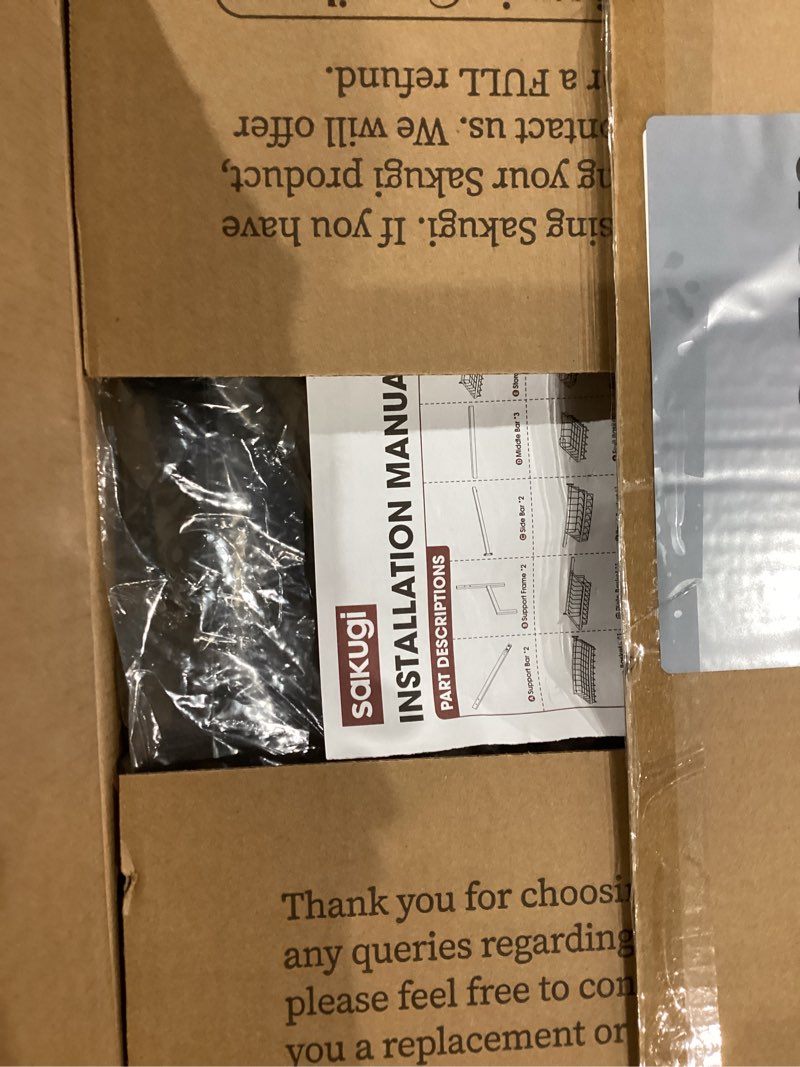 sing Sakugi. If you have
ng your Sakugi product,
ntact us. We will offer
r a FULL refund.
sakugi
INSTALLATION MANUA
PART DESCRIPTIONS
Support Bar *2
Support Frame *2
Side Bar *2
Middle Bar *3
Thank you for choosi
any queries regarding
please feel free to con
you a replacement or